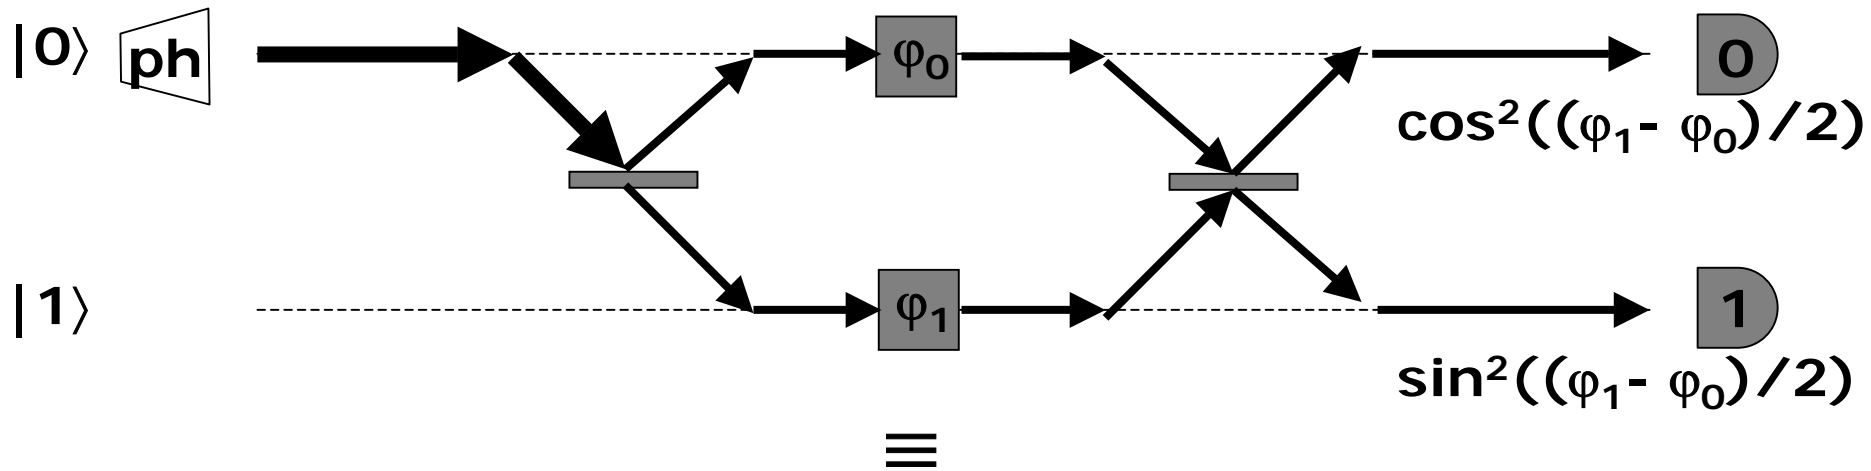 |0⟩ ph φ₀ 0
cos²((φ₁- φ₀)/2)
|1⟩ φ₁ 1
sin²((φ₁- φ₀)/2)
≡